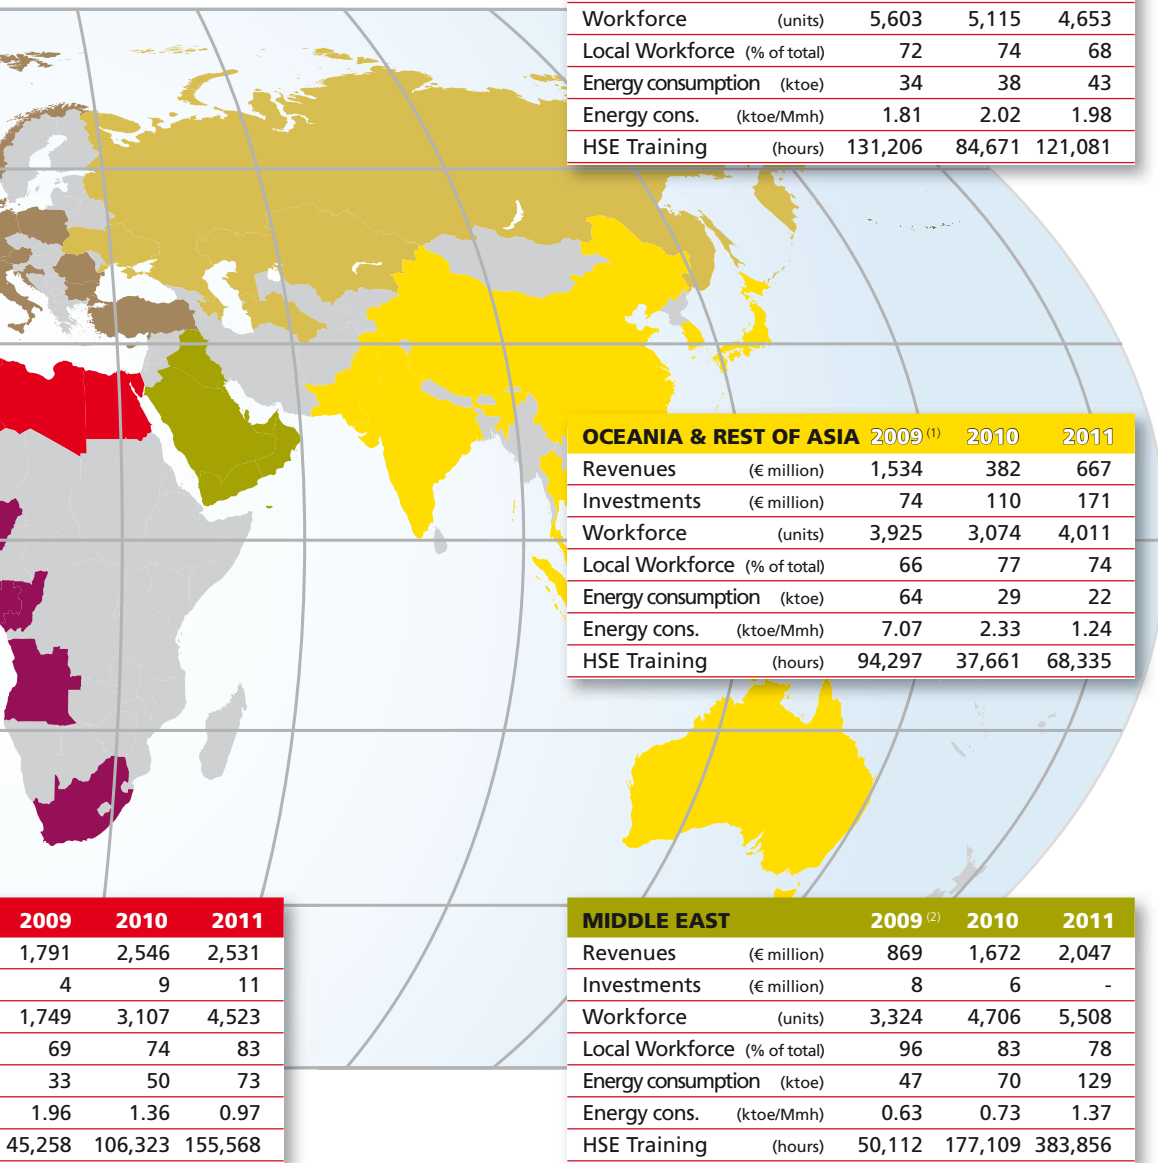 Workforce (units) 5,603 5,115 4,653
Local Workforce (% of total) 72 74 68
Energy consumption (ktoe) 34 38 43
Energy cons. (ktoe/Mmh) 1.81 2.02 1.98
HSE Training (hours) 131,206 84,671 121,081
OCEANIA & REST OF ASIA 2009 (1) 2010 2011
Revenues (€ million) 1,534 382 667
Investments (€ million) 74 110 171
Workforce (units) 3,925 3,074 4,011
Local Workforce (% of total) 66 77 74
Energy consumption (ktoe) 64 29 22
Energy cons. (ktoe/Mmh) 7.07 2.33 1.24
HSE Training (hours) 94,297 37,661 68,335
2009 2010 2011
1,791 2,546 2,531
4 9 11
1,749 3,107 4,523
69 74 83
33 50 73
1.96 1.36 0.97
45,258 106,323 155,568
MIDDLE EAST 2009 (2) 2010 2011
Revenues (€ million) 869 1,672 2,047
Investments (€ million) 8 6 -
Workforce (units) 3,324 4,706 5,508
Local Workforce (% of total) 96 83 78
Energy consumption (ktoe) 47 70 129
Energy cons. (ktoe/Mmh) 0.63 0.73 1.37
HSE Training (hours) 50,112 177,109 383,856